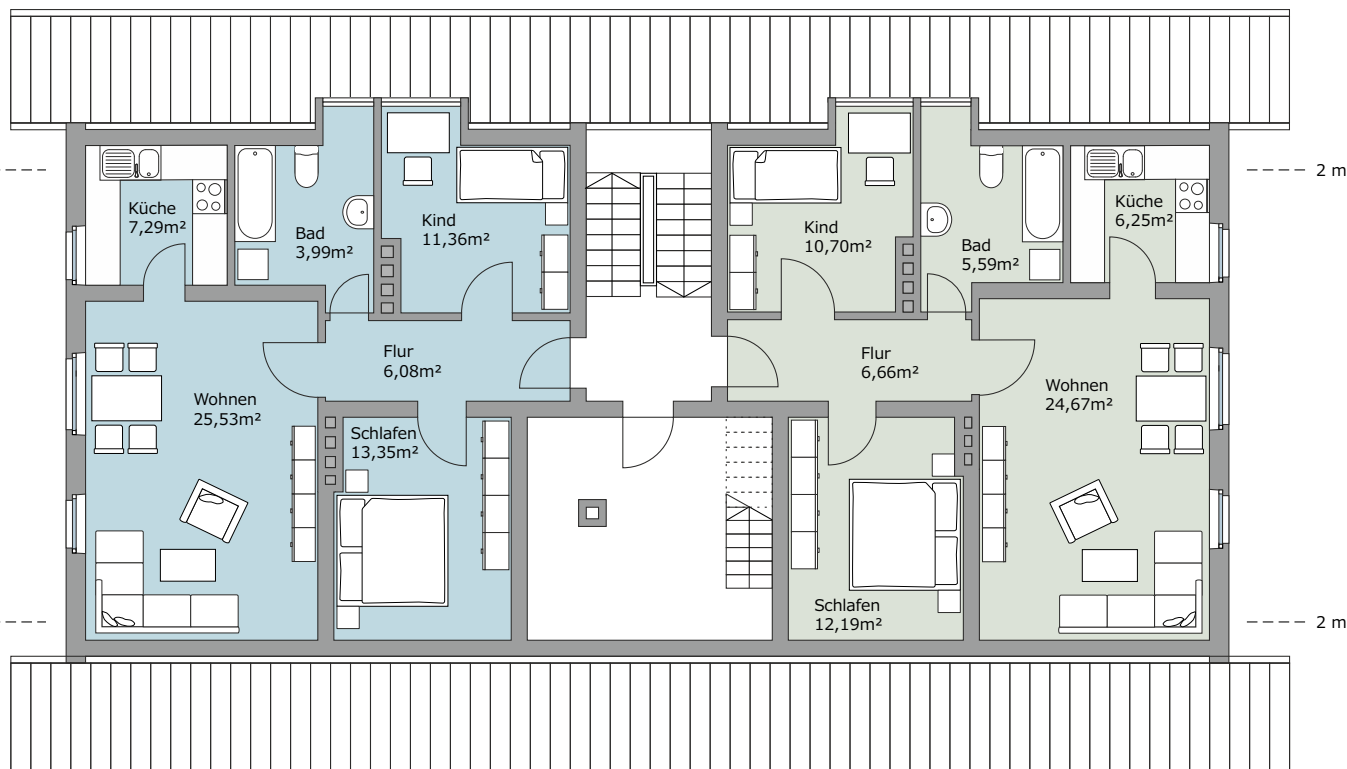 2 m
Küche
7,29m²
Bad
3,99m²
Kind
11,36m²
Kind
10,70m²
Bad
5,59m²
Küche
6,25m²
Flur
6,08m²
Flur
6,66m²
Wohnen
25,53m²
Schlafen
13,35m²
Wohnen
24,67m²
Schlafen
12,19m²
2 m